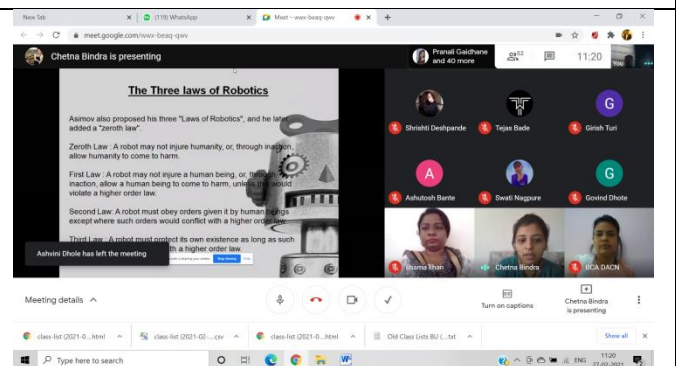 New Tab
(119) WhatsApp
Meet - wwx-beaq-qwv
meet.google.com/wwx-beaq-qwv
Chetna Bindra is presenting
Pranali Gaidhane
and 40 more
52
11:20
You
The Three laws of Robotics
Asimov also proposed his three "Laws of Robotics", and he later
added a "zeroth law".
Zeroth Law : A robot may not injure humanity, or, through inaction,
allow humanity to come to harm.
First Law : A robot may not injure a human being, or, through
inaction, allow a human being to come to harm, unless this would
violate a higher order law.
Second Law: A robot must obey orders given it by human beings
except where such orders would conflict with a higher order law.
Third Law: A robot must protect its own existence as long as such
th a higher order law.
Stop sharing
Ashvini Dhole has left the meeting
Shrishti Deshpande
Tejas Bade
G
Girish Turi
A
Ashutosh Bante
Swati Nagpure
G
Govind Dhote
shama khan
Chetna Bindra
BCA DACN
Meeting details
Turn on captions
Chetna Bindra
is presenting
class-list (2021-0...html
class-list (2021-02-...csv
class-list (2021-0...html
Old Class Lists BU (...txt
Show all
Type here to search
ENG
11:20
27-02-2021